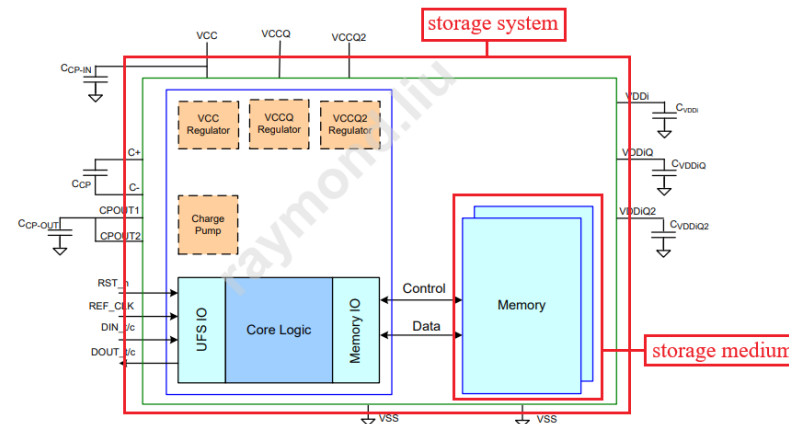 storage system
VCC
VCCQ
VCCQ2
CCP-IN
VCC
Regulator
VCCQ
Regulator
VCCQ2
Regulator
VDDi
CVDDi
C+
CCP
C-
VDDiQ
CVDDiQ
CPOUT1
CCP-OUT
CPOUT2
Charge
Pump
VDDiQ2
CVDDiQ2
raymond.liu
RST_n
REF_CLK
DIN_t/c
DOUT_t/c
UFS IO
Core Logic
Memory IO
Control
Data
Memory
storage medium
VSS
VSS